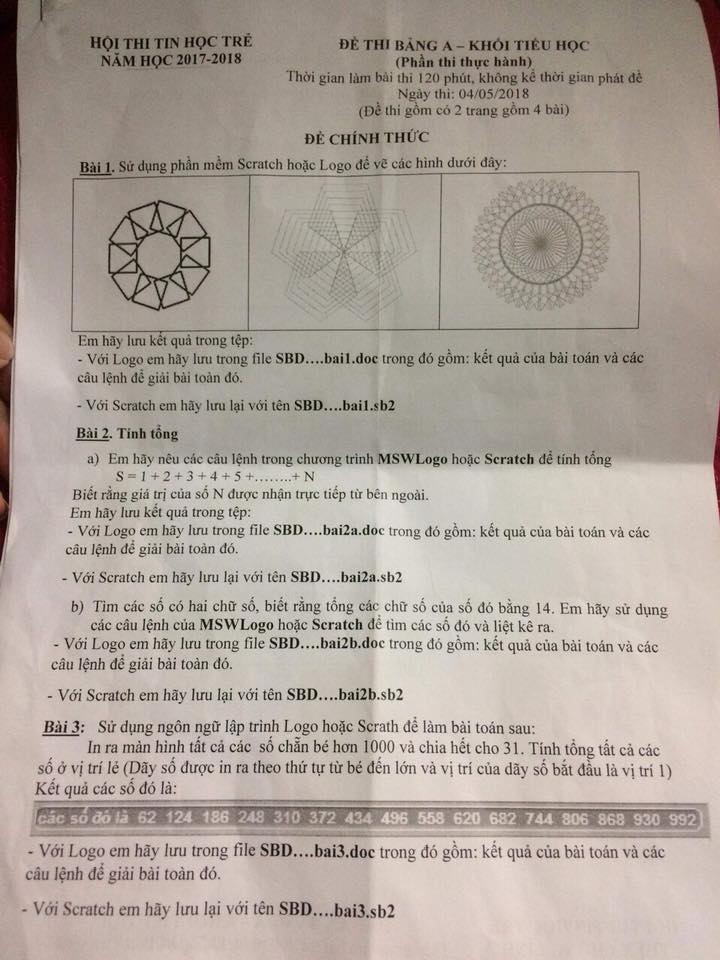 HỘI THI TIN HỌC TRẺ
NĂM HỌC 2017-2018
ĐỀ THI BẢNG A – KHỐI TIỂU HỌC
(Phần thi thực hành)
Thời gian làm bài thi 120 phút, không kể thời gian phát đề
Ngày thi: 04/05/2018
(Đề thi gồm có 2 trang gồm 4 bài)
ĐỀ CHÍNH THỨC
Bài 1. Sử dụng phần mềm Scratch hoặc Logo để vẽ các hình dưới đây:
Em hãy lưu kết quả trong tệp:
- Với Logo em hãy lưu trong file SBD….bai1.doc trong đó gồm: kết quả của bài toán và các
câu lệnh để giải bài toàn đó.
- Với Scratch em hãy lưu lại với tên SBD….bai1.sb2
Bài 2. Tính tổng
a) Em hãy nêu các câu lệnh trong chương trình MSWLogo hoặc Scratch để tính tổng
S = 1 + 2 + 3 + 4 + 5 +……..+ N
Biết rằng giá trị của số N được nhận trực tiếp từ bên ngoài.
Em hãy lưu kết quả trong tệp:
- Với Logo em hãy lưu trong file SBD….bai2a.doc trong đó gồm: kết quả của bài toán và các
câu lệnh để giải bài toàn đó.
- Với Scratch em hãy lưu lại với tên SBD….bai2a.sb2
b) Tìm các số có hai chữ số, biết rằng tổng các chữ số của số đó bằng 14. Em hãy sử dụng
các câu lệnh của MSWLogo hoặc Scratch để tìm các số đó và liệt kê ra.
- Với Logo em hãy lưu trong file SBD….bai2b.doc trong đó gồm: kết quả của bài toán và các
câu lệnh để giải bài toàn đó.
- Với Scratch em hãy lưu lại với tên SBD….bai2b.sb2
Bài 3: Sử dụng ngôn ngữ lập trình Logo hoặc Scrath để làm bài toán sau:
In ra màn hình tất cả các số chẵn bé hơn 1000 và chia hết cho 31. Tính tổng tất cả các
số ở vị trí lẻ (Dãy số được in ra theo thứ tự từ bé đến lớn và vị trí của dãy số bắt đầu là vị trí 1)
Kết quả các số đó là:
các số đó là 62 124 186 248 310 372 434 496 558 620 682 744 806 868 930 992
- Với Logo em hãy lưu trong file SBD….bai3.doc trong đó gồm: kết quả của bài toán và các
câu lệnh để giải bài toàn đó.
- Với Scratch em hãy lưu lại với tên SBD….bai3.sb2